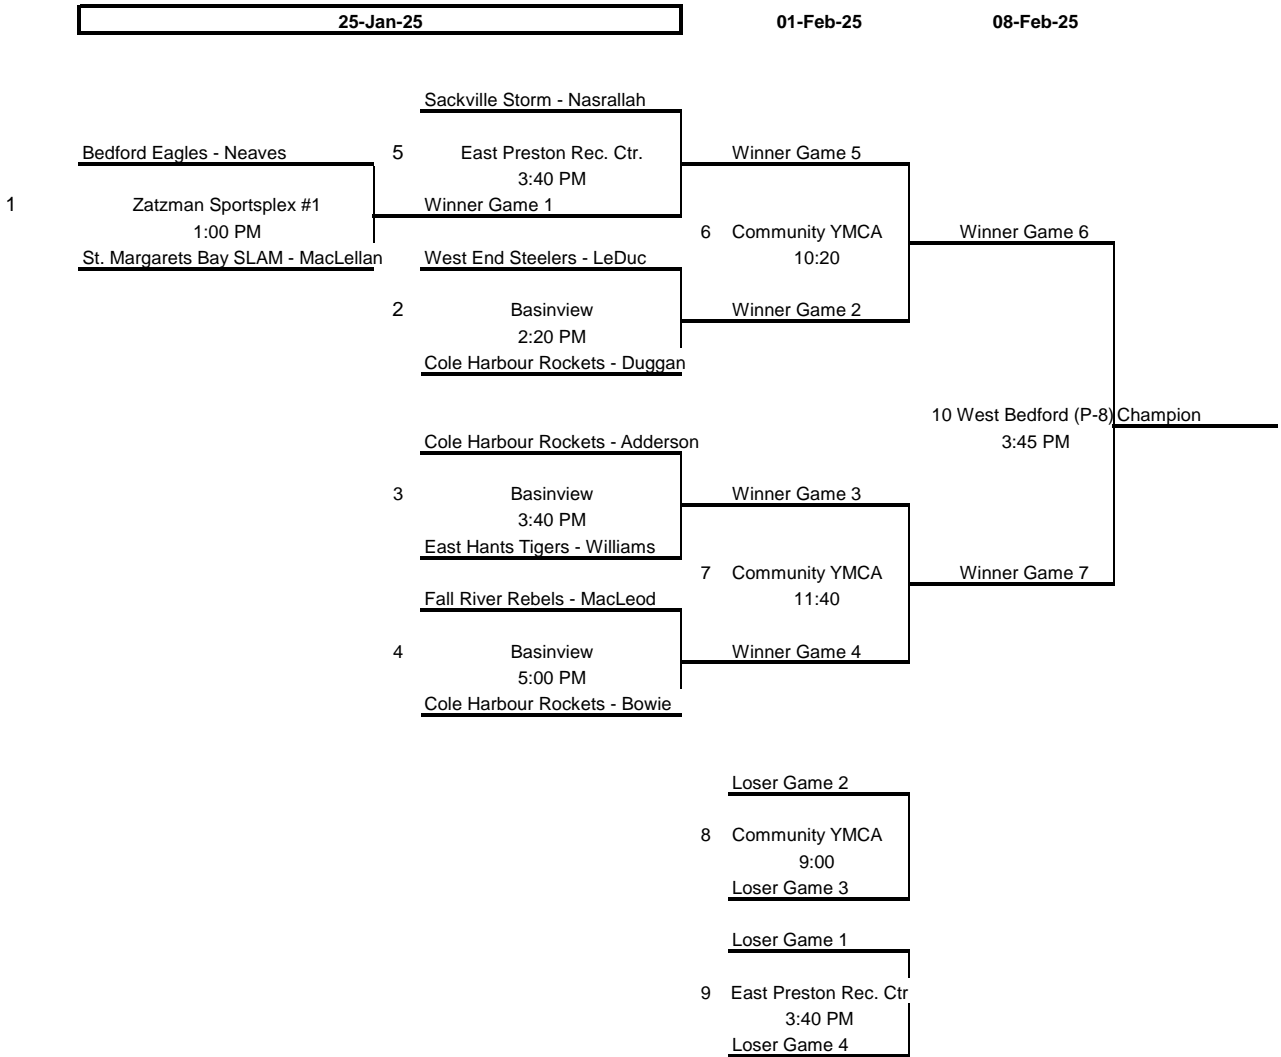 25-Jan-25 01-Feb-25 08-Feb-25
Sackville Storm - Nasrallah
Bedford Eagles - Neaves 5 East Preston Rec. Ctr. Winner Game 5
3:40 PM
1 Zatzman Sportsplex #1 Winner Game 1
1:00 PM 6 Community YMCA Winner Game 6
St. Margarets Bay SLAM - MacLellan West End Steelers - LeDuc 10:20
2 Basinview Winner Game 2
2:20 PM
Cole Harbour Rockets - Duggan
10 West Bedford (P-8) Champion
Cole Harbour Rockets - Adderson 3:45 PM
3 Basinview Winner Game 3
3:40 PM
East Hants Tigers - Williams
7 Community YMCA Winner Game 7
Fall River Rebels - MacLeod 11:40
4 Basinview Winner Game 4
5:00 PM
Cole Harbour Rockets - Bowie
Loser Game 2
8 Community YMCA
9:00
Loser Game 3
Loser Game 1
9 East Preston Rec. Ctr
3:40 PM
Loser Game 4